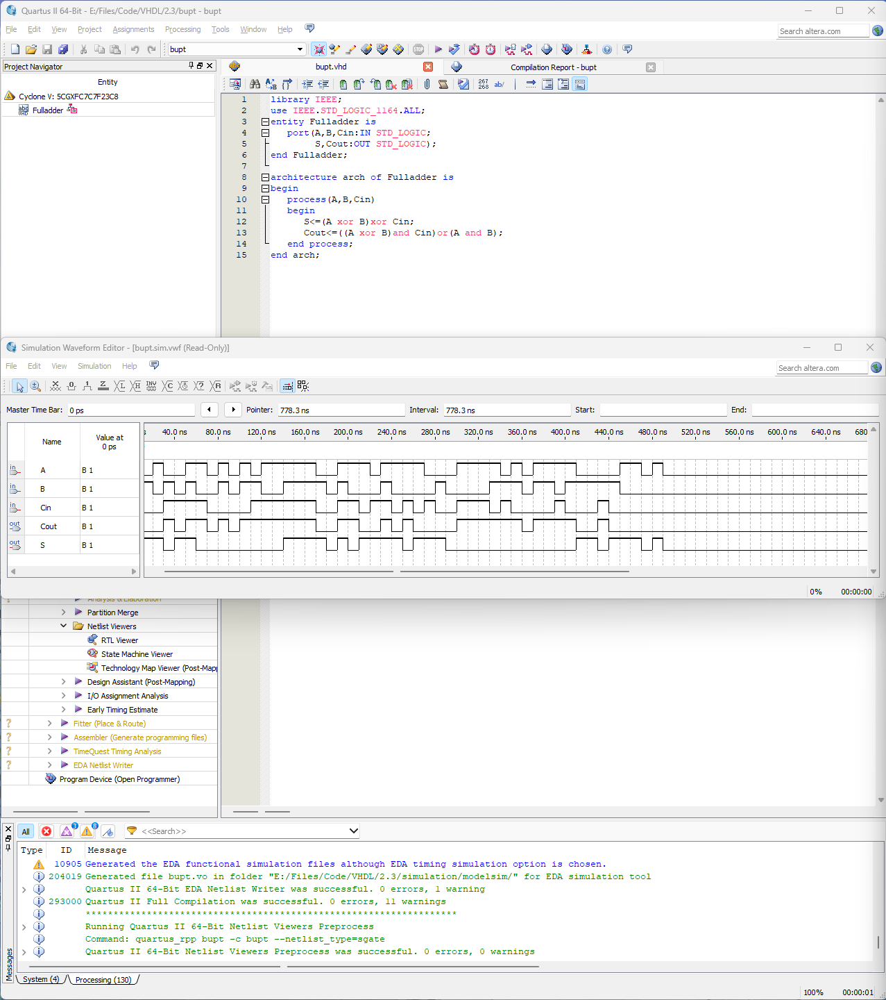 Quartus II 64-Bit - E:/Files/Code/VHDL/2.3/bupt - bupt
File Edit View Project Assignments Processing Tools Window Help
Search altera.com
bupt
Project Navigator
Entity
Cyclone V: 5CGXFC7C7F23C8
Fulladder
bupt.vhd
Compilation Report - bupt
267
268
ab/
1 library IEEE;
2 use IEEE.STD_LOGIC_1164.ALL;
3 entity Fulladder is
4 port(A,B,Cin:IN STD_LOGIC;
5 S,Cout:OUT STD_LOGIC);
6 end Fulladder;
7
8 architecture arch of Fulladder is
9 begin
10 process(A,B,Cin)
11 begin
12 S<=(A xor B)xor Cin;
13 Cout<=((A xor B)and Cin)or(A and B);
14 end process;
15 end arch;
Simulation Waveform Editor - [bupt.sim.vwf (Read-Only)]
File Edit View Simulation Help
Search altera.com
Master Time Bar: 0 ps Pointer: 778.3 ns Interval: 778.3 ns Start: End:
Name Value at
0 ps
s 40.0 ns 80.0 ns 120.0 ns 160.0 ns 200.0 ns 240.0 ns 280.0 ns 320.0 ns 360.0 ns 400.0 ns 440.0 ns 480.0 ns 520.0 ns 560.0 ns 600.0 ns 640.0 ns 680
in A B 1
in B B 1
in Cin B 1
out Cout B 1
out S B 1
0% 00:00:00
Analysis & Elaboration
Partition Merge
Netlist Viewers
RTL Viewer
State Machine Viewer
Technology Map Viewer (Post-Mapp
Design Assistant (Post-Mapping)
I/O Assignment Analysis
Early Timing Estimate
? Fitter (Place & Route)
? Assembler (Generate programming files)
? TimeQuest Timing Analysis
? EDA Netlist Writer
Program Device (Open Programmer)
All 3 8 <<Search>>
Type ID Message
10905 Generated the EDA functional simulation files although EDA timing simulation option is chosen.
204019 Generated file bupt.vo in folder "E:/Files/Code/VHDL/2.3/simulation/modelsim/" for EDA simulation tool
Quartus II 64-Bit EDA Netlist Writer was successful. 0 errors, 1 warning
293000 Quartus II Full Compilation was successful. 0 errors, 11 warnings
*******************************************************************
Running Quartus II 64-Bit Netlist Viewers Preprocess
Command: quartus_rpp bupt -c bupt --netlist_type=sgate
Quartus II 64-Bit Netlist Viewers Preprocess was successful. 0 errors, 0 warnings
Messages
System (4) Processing (130)
100% 00:00:01